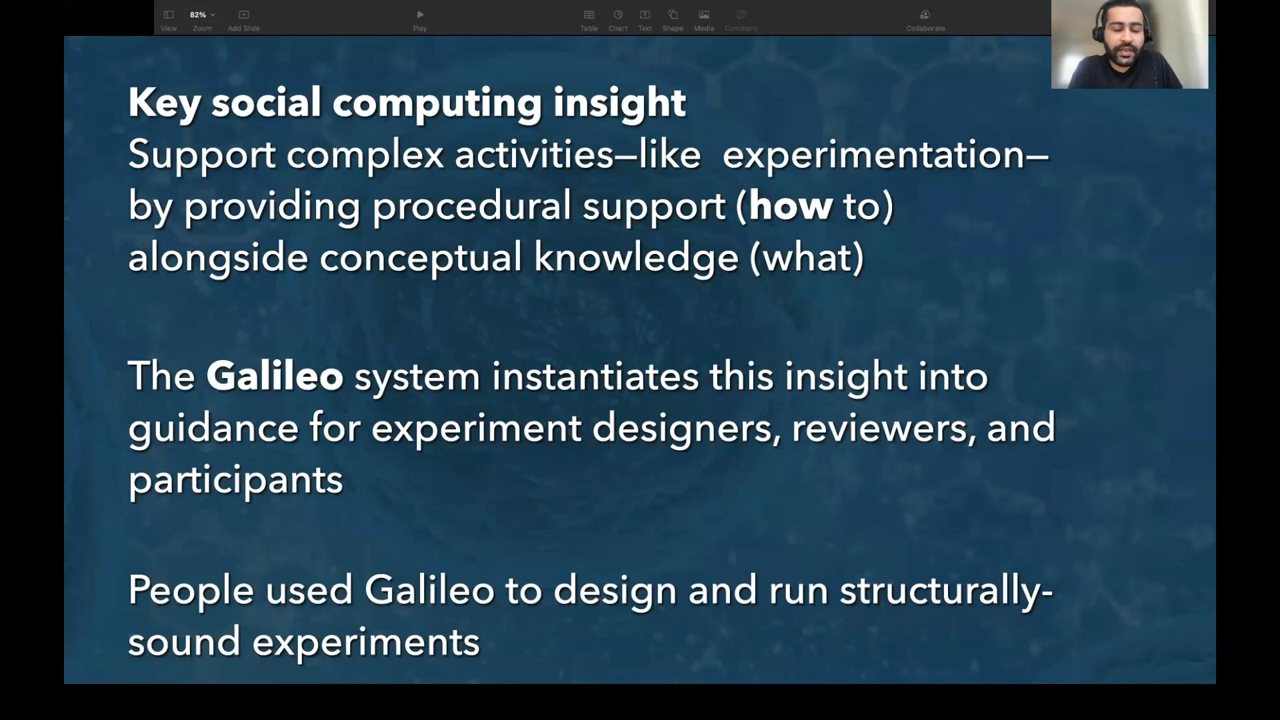 82%
View
Zoom
Add Slide
Play
Table
Chart
Text
Shape
Media
Comment
Collaborate
Key social computing insight
Support complex activities—like experimentation—
by providing procedural support (how to)
alongside conceptual knowledge (what)
The Galileo system instantiates this insight into
guidance for experiment designers, reviewers, and
participants
People used Galileo to design and run structurally-
sound experiments